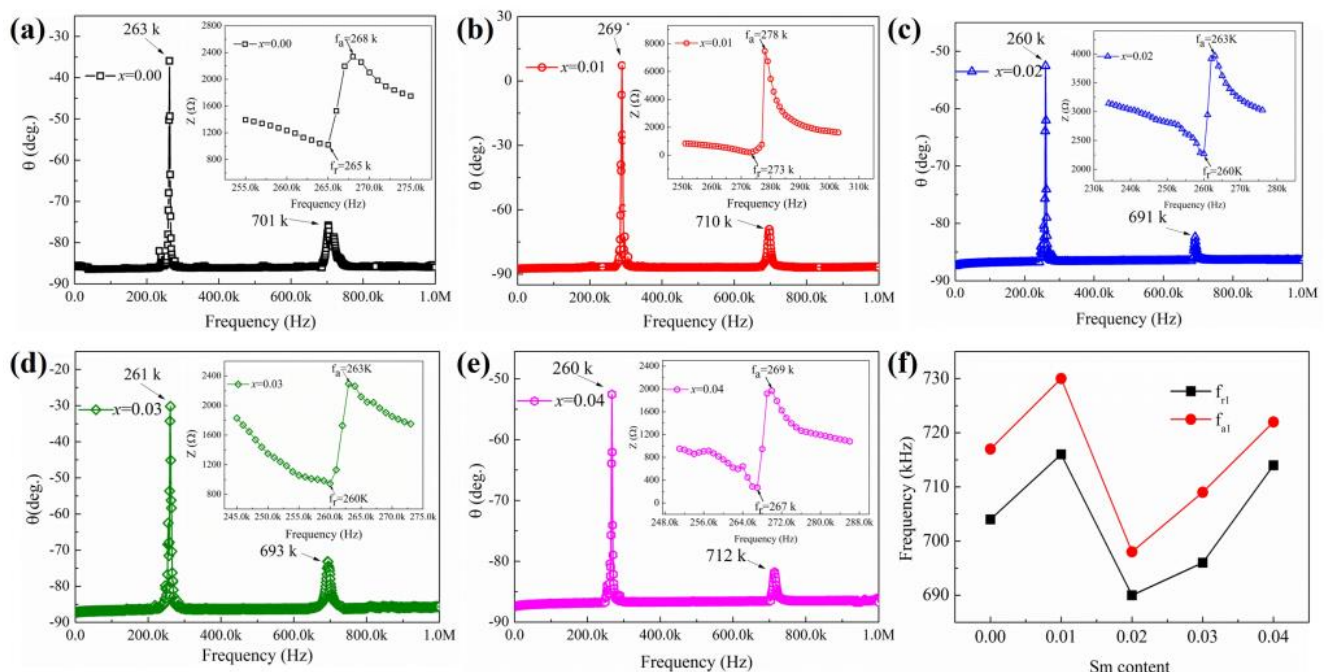 (a)
263 k
x=0.00
701 k
θ (deg.)
-30
-40
-50
-60
-70
-80
-90
0.0 200.0k 400.0k 600.0k 800.0k 1.0M
Frequency (Hz)
x=0.00
fa=268 k
fr=265 k
Z (Ω)
2800
2400
2000
1600
1200
800
255.0k 260.0k 265.0k 270.0k 275.0k
Frequency (Hz)
(b)
269
x=0.01
710 k
θ (deg.)
30
0
-30
-60
-90
0.0 200.0k 400.0k 600.0k 800.0k 1.0M
Frequency (Hz)
x=0.01
fa=278 k
fr=273 k
Z (Ω)
8000
6000
4000
2000
0
250k 260k 270k 280k 290k 300k 310k
Frequency (Hz)
(c)
260 k
x=0.02
691 k
θ (deg.)
-50
-60
-70
-80
-90
0.0 200.0k 400.0k 600.0k 800.0k 1.0M
Frequency (Hz)
x=0.02
fa=263K
fr=260K
Z (Ω)
4000
3500
3000
2500
2000
230k 240k 250k 260k 270k 280k
Frequency (Hz)
(d)
261 k
x=0.03
693 k
θ(deg.)
-20
-30
-40
-50
-60
-70
-80
-90
0.0 200.0k 400.0k 600.0k 800.0k 1.0M
Frequency (Hz)
x=0.03
fa=263K
fr=260K
Z (Ω)
2400
2000
1600
1200
800
245.0k 250.0k 255.0k 260.0k 265.0k 270.0k 275.0k
Frequency (Hz)
(e)
260 k
x=0.04
712 k
θ (deg.)
-50
-60
-70
-80
-90
0.0 200.0k 400.0k 600.0k 800.0k 1.0M
Frequency (Hz)
x=0.04
fa=269 k
fr=267 k
Z (Ω)
2400
2000
1600
1200
800
400
0
248.0k 256.0k 264.0k 272.0k 280.0k 288.0k
Frequency (Hz)
(f)
fr1
fa1
Frequency (kHz)
730
720
710
700
690
0.00 0.01 0.02 0.03 0.04
Sm content